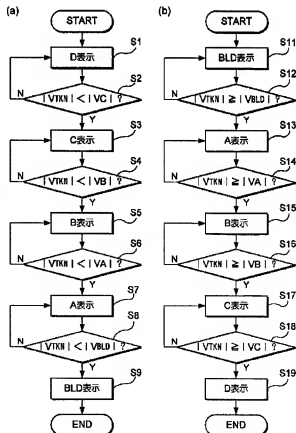 (a)
START
D表示
S1
|VTKN|<|VC|?
S2
N
Y
C表示
S3
|VTKN|<|VB|?
S4
N
Y
B表示
S5
|VTKN|<|VA|?
S6
N
Y
A表示
S7
|VTKN|<|VBLD|?
S8
N
Y
BLD表示
S9
END
(b)
START
BLD表示
S11
|VTKN|≧|VBLD|?
S12
N
Y
A表示
S13
|VTKN|≧|VA|?
S14
N
Y
B表示
S15
|VTKN|≧|VB|?
S16
N
Y
C表示
S17
|VTKN|≧|VC|?
S18
N
Y
D表示
S19
END